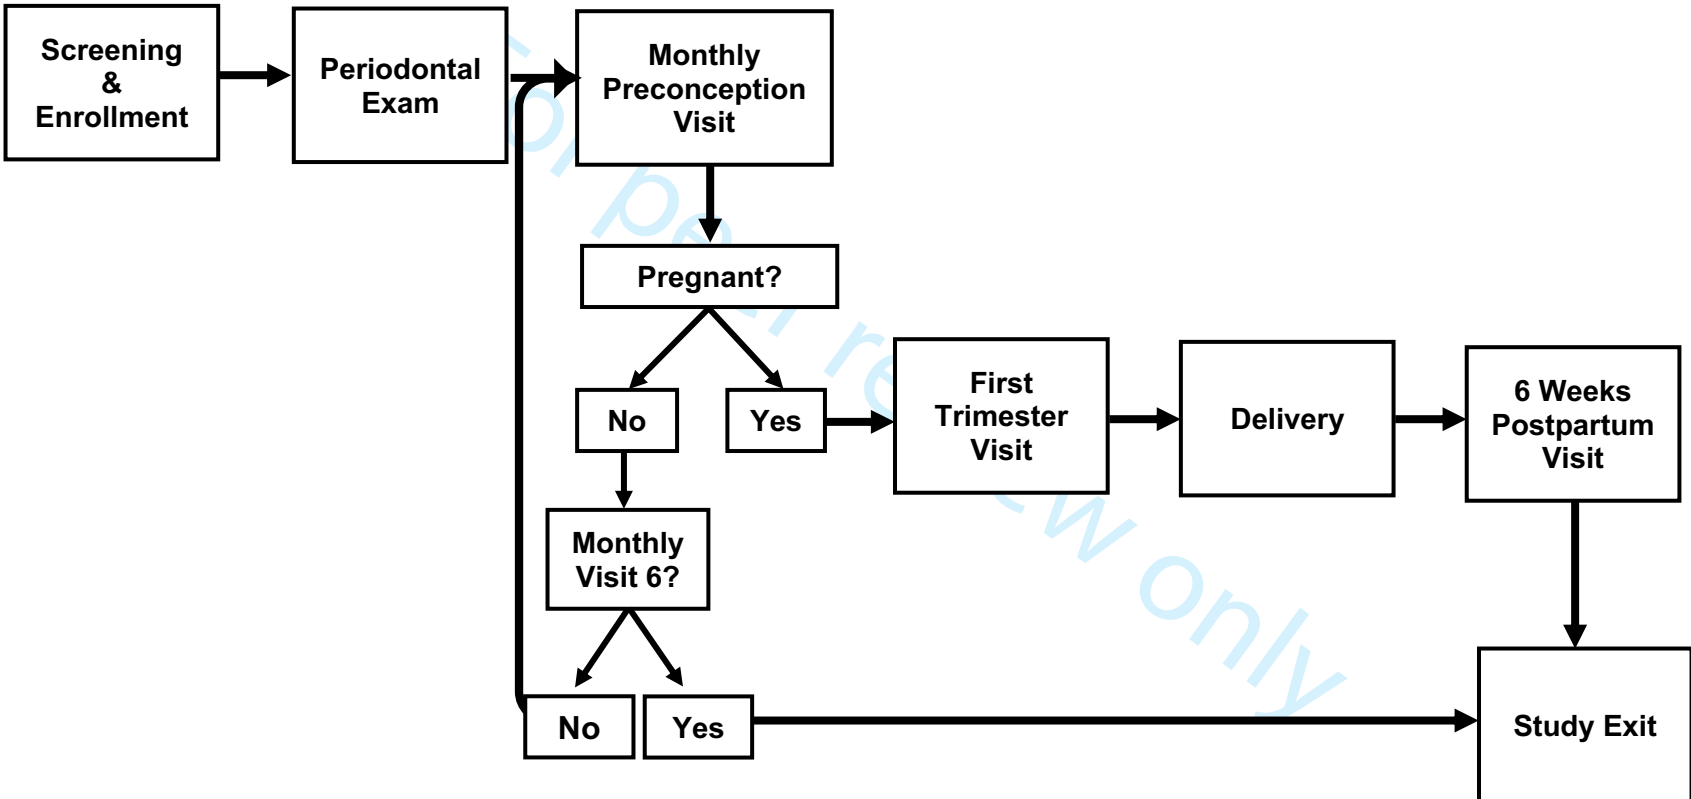 Screening
&
Enrollment
Periodontal
Exam
Monthly
Preconception
Visit
Pregnant?
No
Yes
First
Trimester
Visit
Delivery
6 Weeks
Postpartum
Visit
Monthly
Visit 6?
No
Yes
Study Exit
For peer review only